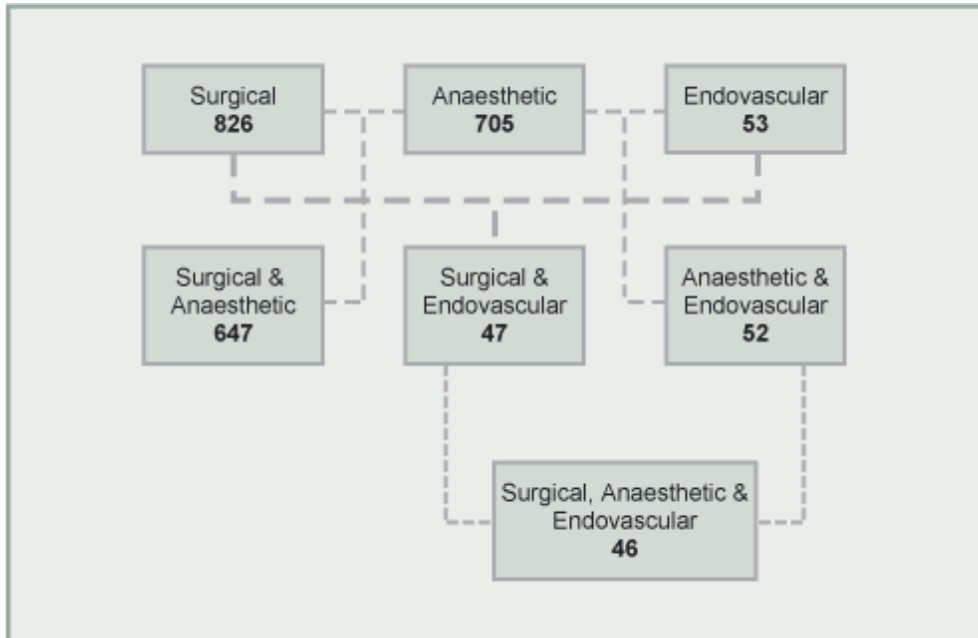 Surgical
826
Anaesthetic
705
Endovascular
53
Surgical &
Anaesthetic
647
Surgical &
Endovascular
47
Anaesthetic &
Endovascular
52
Surgical, Anaesthetic &
Endovascular
46